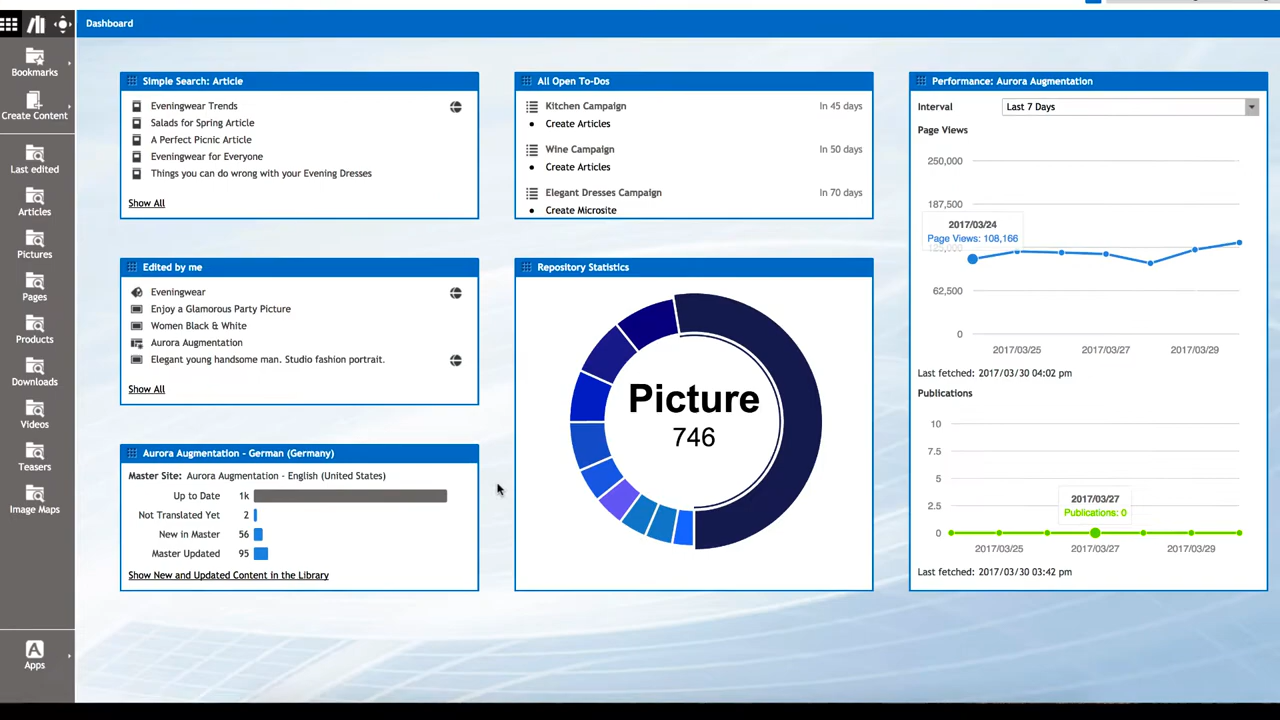 Dashboard
Bookmarks
Create Content
Last edited
Articles
Pictures
Pages
Products
Downloads
Videos
Teasers
Image Maps
Apps
Simple Search: Article
Eveningwear Trends
Salads for Spring Article
A Perfect Picnic Article
Eveningwear for Everyone
Things you can do wrong with your Evening Dresses
Show All
Edited by me
Eveningwear
Enjoy a Glamorous Party Picture
Women Black & White
Aurora Augmentation
Elegant young handsome man. Studio fashion portrait.
Show All
Aurora Augmentation - German (Germany)
Master Site: Aurora Augmentation - English (United States)
Up to Date 1k
Not Translated Yet 2
New in Master 56
Master Updated 95
Show New and Updated Content in the Library
All Open To-Dos
Kitchen Campaign In 45 days
• Create Articles
Wine Campaign In 50 days
• Create Articles
Elegant Dresses Campaign In 70 days
• Create Microsite
Repository Statistics
Picture
746
Performance: Aurora Augmentation
Interval Last 7 Days
Page Views
250,000
187,500
2017/03/24
Page Views: 108,166
125,000
62,500
0
2017/03/25 2017/03/27 2017/03/29
Last fetched: 2017/03/30 04:02 pm
Publications
10
7.5
5
2017/03/27
2.5
Publications: 0
0
2017/03/25 2017/03/27 2017/03/29
Last fetched: 2017/03/30 03:42 pm